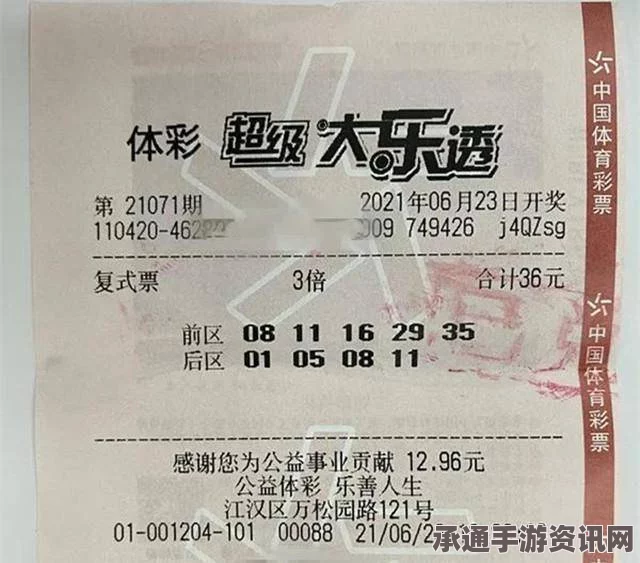 体彩 超级大乐透
第 21071期 2021年06月23日开奖
110420-462 009 749426 j4QZsg
复式票 3倍 合计36元
前区 08 11 16 29 35
后区 01 05 08 11
感谢您为公益事业贡献 12.96元
公益体彩 乐善人生
江汉区万松园路121号
01-001204-101 00088 21/06/2
中国体育彩票
中国体育彩票
承通手游资讯网